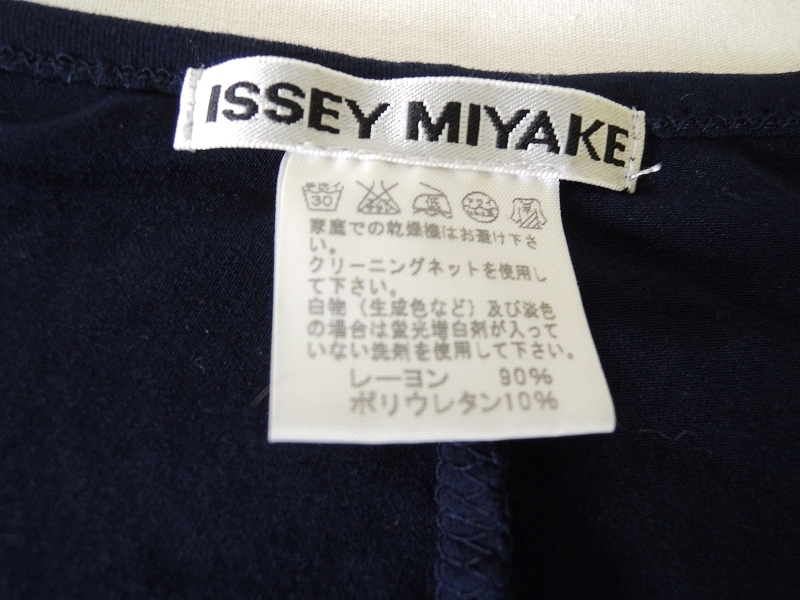 ISSEY MIYAKE
30
低
家庭での乾燥機はお避け下さ
い。
クリーニングネットを使用し
て下さい。
白物（生成色など）及び淡色
の場合は蛍光増白剤が入って
いない洗剤を使用して下さい。
レーヨン 90%
ポリウレタン10%